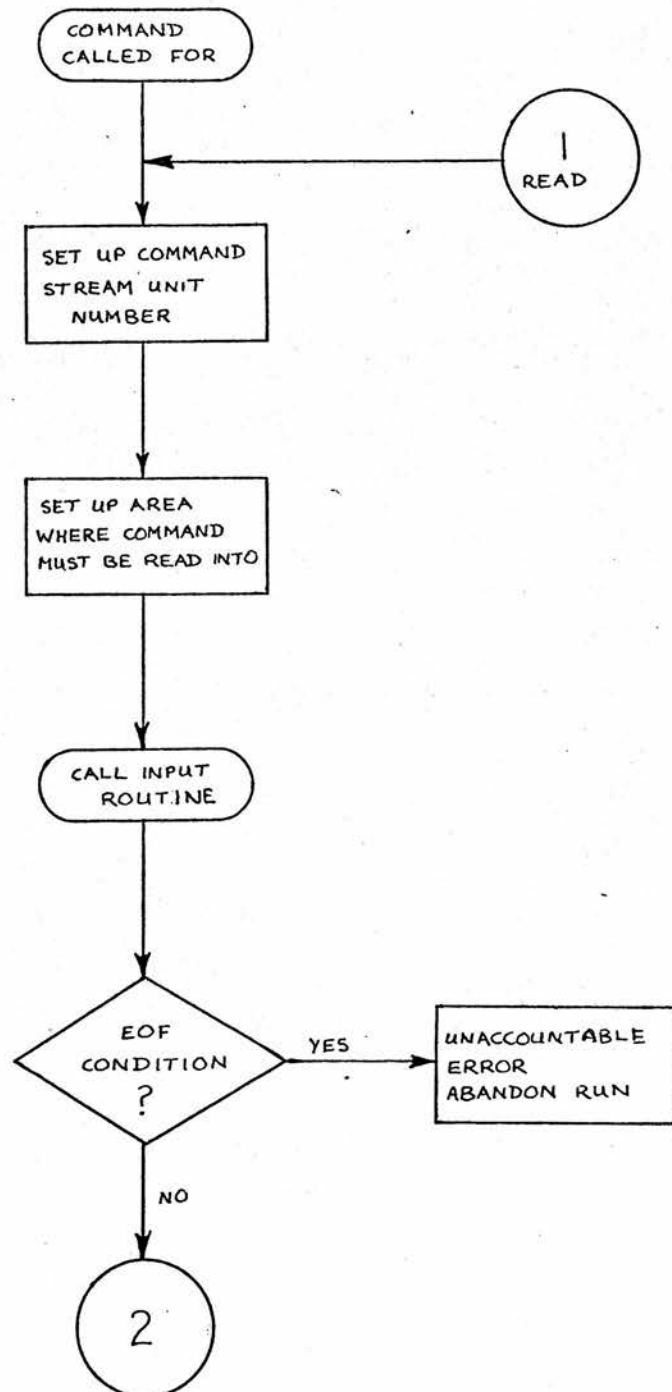 COMMAND
CALLED FOR
1
READ
SET UP COMMAND
STREAM UNIT
NUMBER
SET UP AREA
WHERE COMMAND
MUST BE READ INTO
CALL INPUT
ROUTINE
EOF
CONDITION
?
YES
UNACCOUNTABLE
ERROR
ABANDON RUN
NO
2